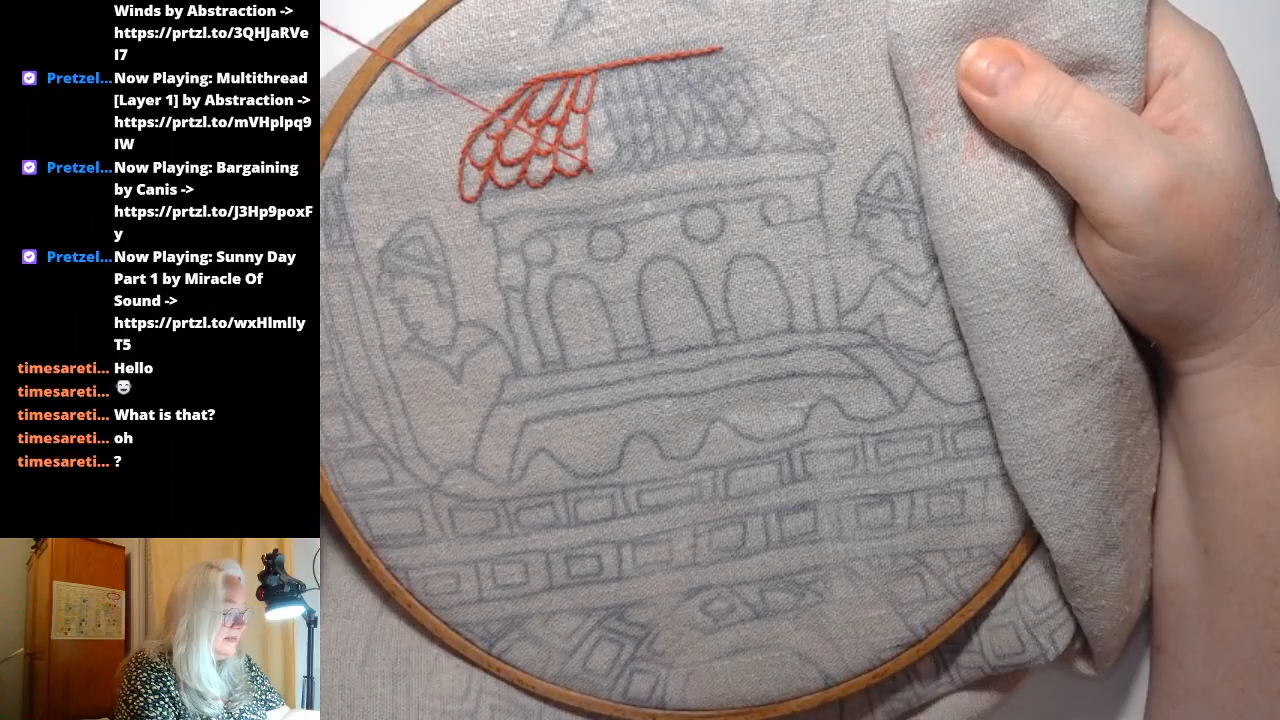 Winds by Abstraction ->
https://prtzl.to/3QHJaRVe
I7
Pretzel... Now Playing: Multithread
[Layer 1] by Abstraction ->
https://prtzl.to/mVHplpq9
IW
Pretzel... Now Playing: Bargaining
by Canis ->
https://prtzl.to/J3Hp9poxF
y
Pretzel... Now Playing: Sunny Day
Part 1 by Miracle Of
Sound ->
https://prtzl.to/wxHlmlly
T5
timesareti... Hello
timesareti...
timesareti... What is that?
timesareti... oh
timesareti... ?